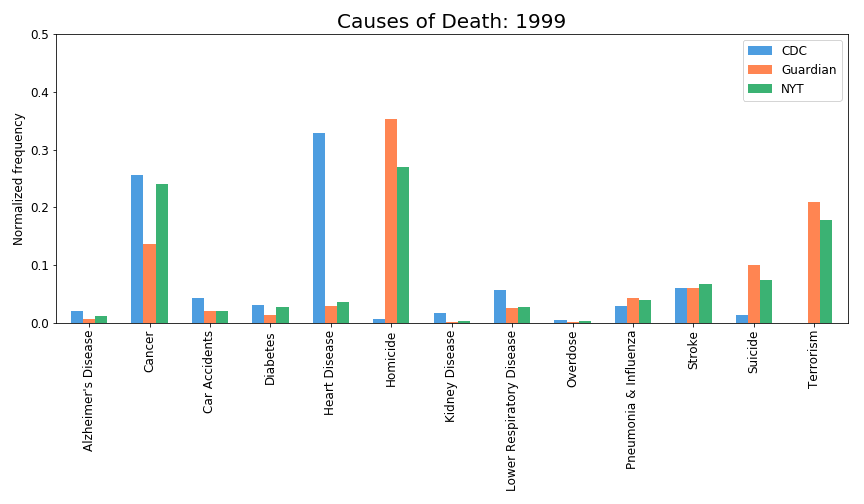 Causes of Death: 1999
CDC
Guardian
NYT
Normalized frequency
0.5
0.4
0.3
0.2
0.1
0.0
Alzheimer's Disease
Cancer
Car Accidents
Diabetes
Heart Disease
Homicide
Kidney Disease
Lower Respiratory Disease
Overdose
Pneumonia & Influenza
Stroke
Suicide
Terrorism